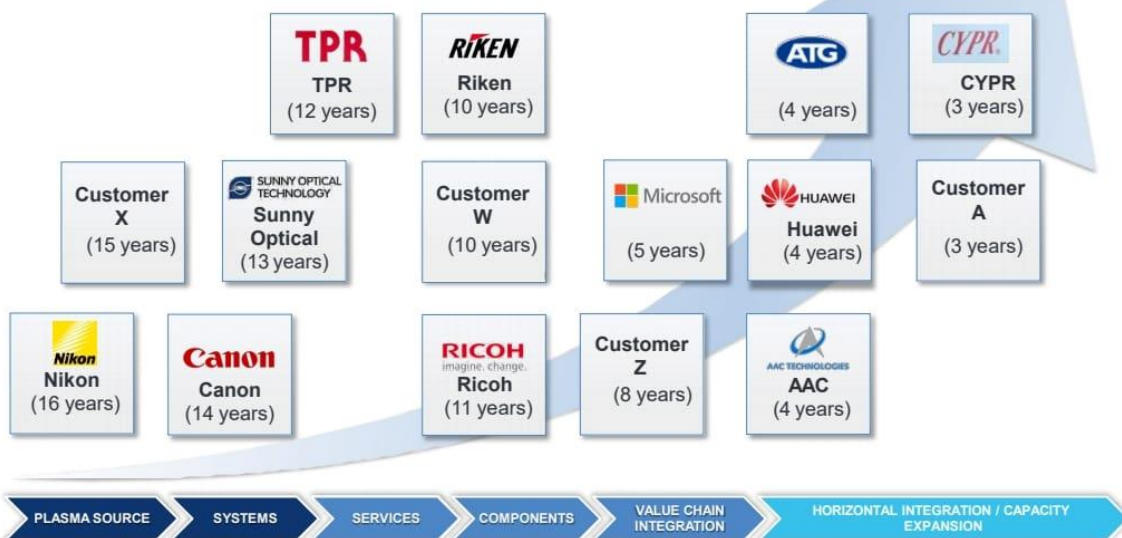 TPR
TPR
(12 years)
RIKEN
Riken
(10 years)
ATG
(4 years)
CYPR.
CYPR
(3 years)
Customer
X
(15 years)
SUNNY OPTICAL
TECHNOLOGY
Sunny
Optical
(13 years)
Customer
W
(10 years)
Microsoft
(5 years)
HUAWEI
Huawei
(4 years)
Customer
A
(3 years)
Nikon
Nikon
(16 years)
Canon
Canon
(14 years)
RICOH
imagine. change.
Ricoh
(11 years)
Customer
Z
(8 years)
AAC TECHNOLOGIES
AAC
(4 years)
PLASMA SOURCE
SYSTEMS
SERVICES
COMPONENTS
VALUE CHAIN
INTEGRATION
HORIZONTAL INTEGRATION / CAPACITY
EXPANSION